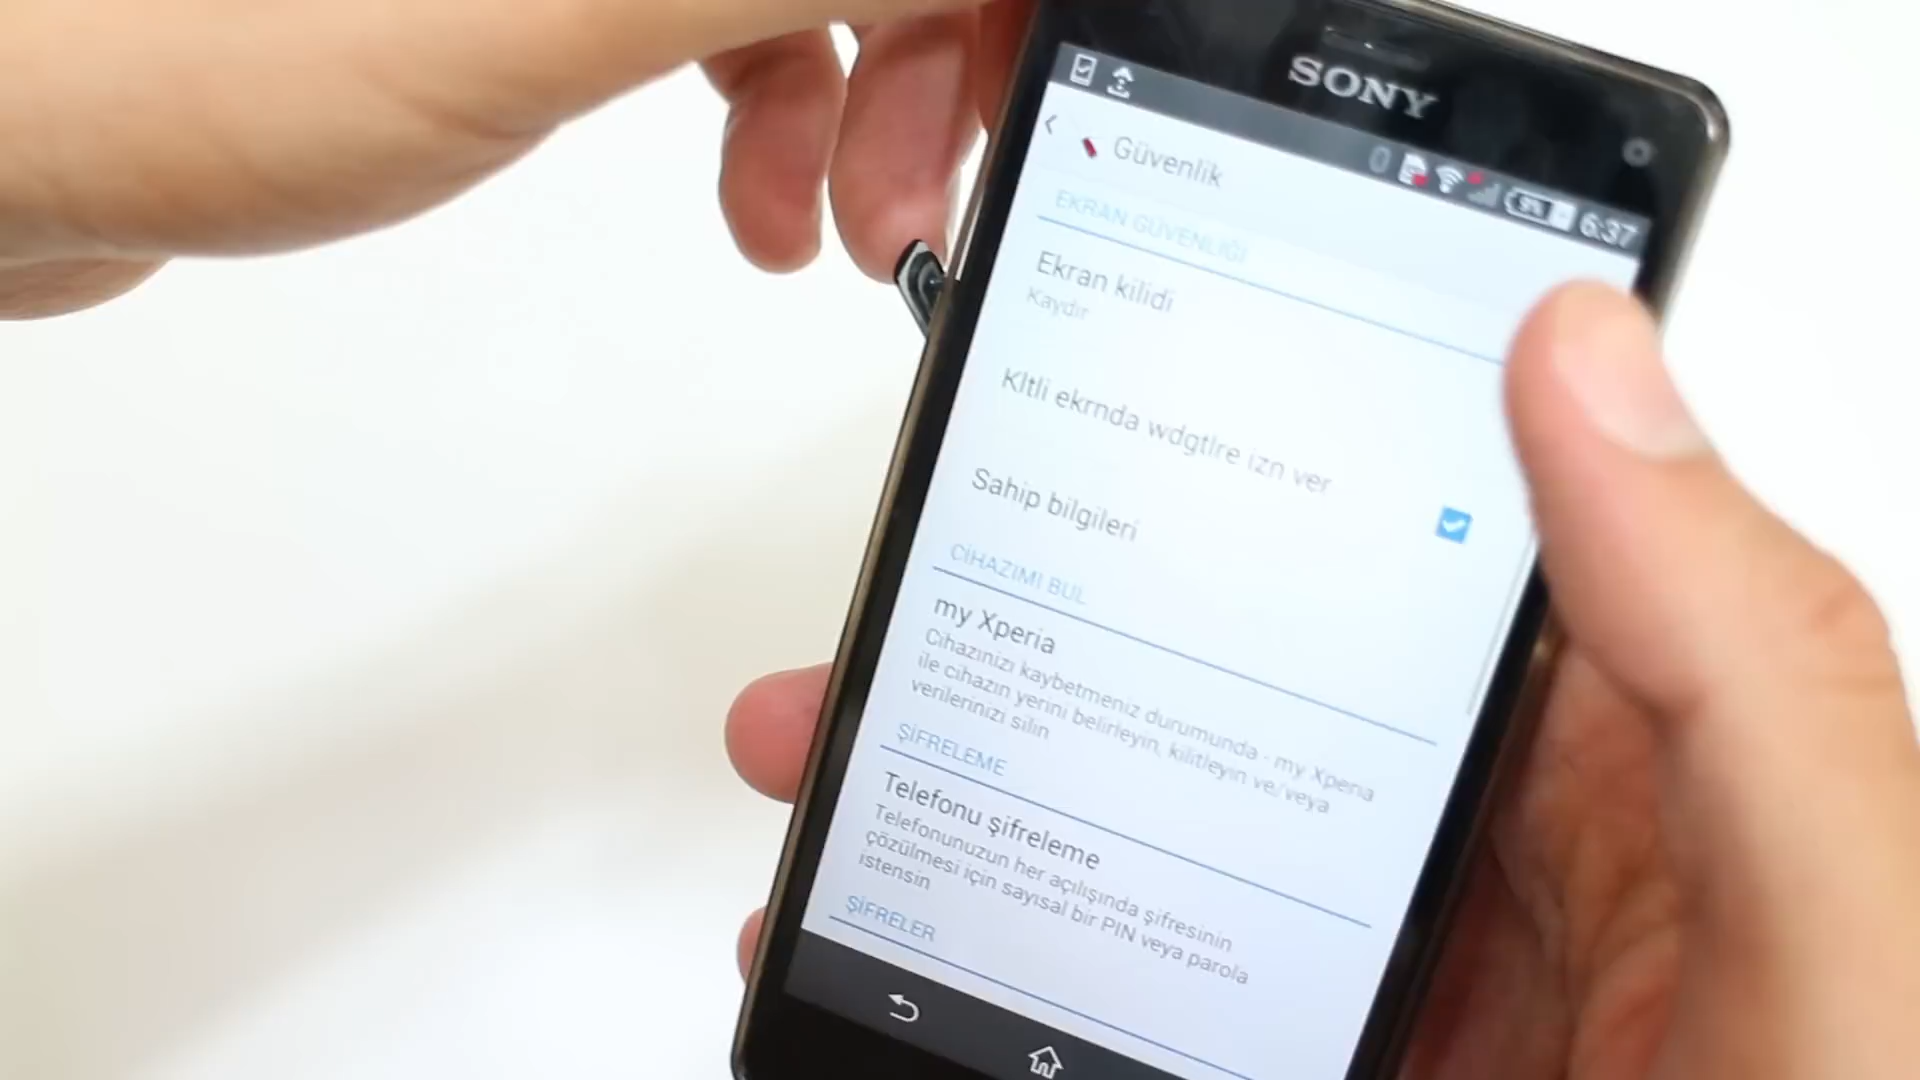 SONY
6:37
Güvenlik
EKRAN GÜVENLİĞİ
Ekran kilidi
Kaydır
Kltli ekrnda wdgtlre izn ver
Sahip bilgileri
CİHAZIMI BUL
my Xperia
Cihazınızı kaybetmeniz durumunda - my Xperia
ile cihazın yerini belirleyin, kilitleyin ve/veya
verilerinizi silin
ŞİFRELEME
Telefonu şifreleme
Telefonunuzun her açılışında şifresinin
çözülmesi için sayısal bir PIN veya parola
istensin
ŞİFRELER